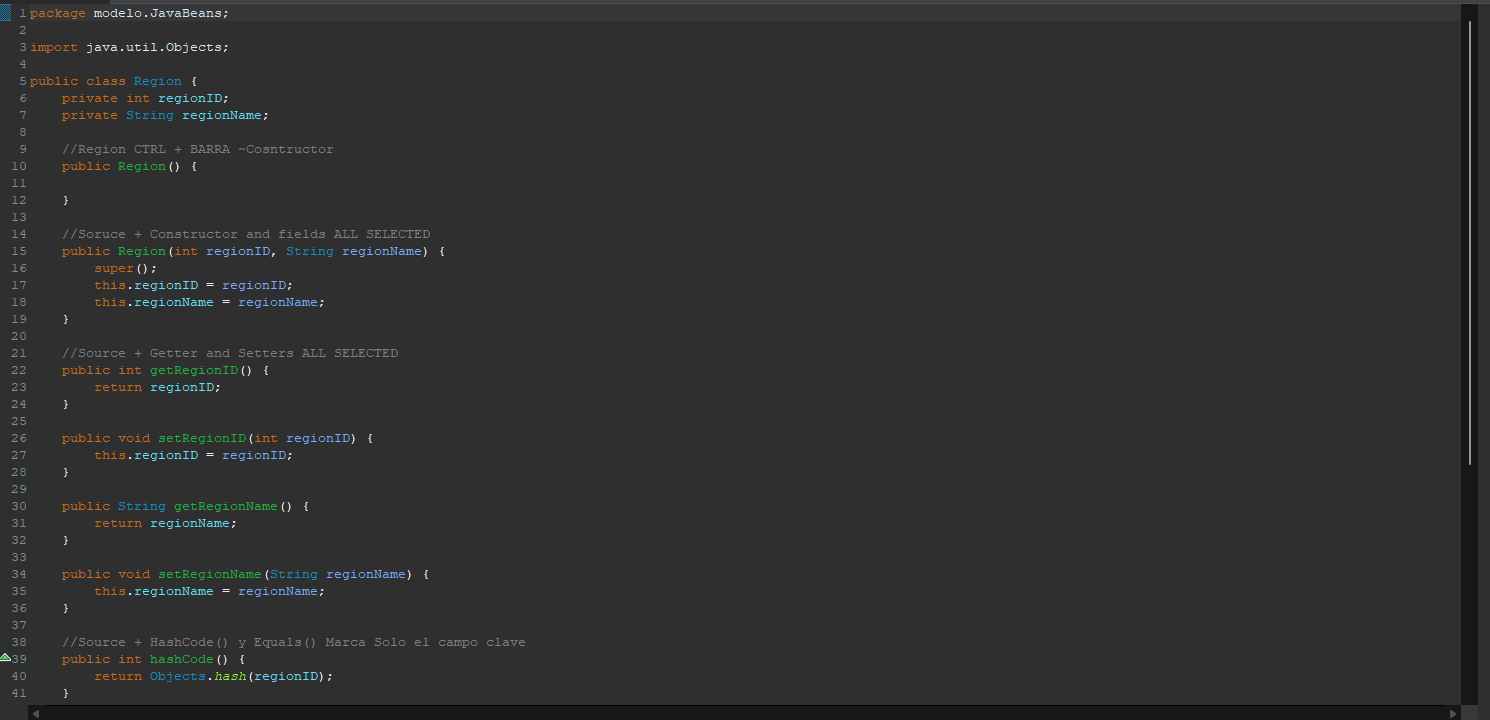 1 package modelo.JavaBeans;
2
3 import java.util.Objects;
4
5 public class Region {
6     private int regionID;
7     private String regionName;
8
9     //Region CTRL + BARRA ~Cosntructor
10     public Region() {
11
12     }
13
14     //Soruce + Constructor and fields ALL SELECTED
15     public Region(int regionID, String regionName) {
16         super();
17         this.regionID = regionID;
18         this.regionName = regionName;
19     }
20
21     //Source + Getter and Setters ALL SELECTED
22     public int getRegionID() {
23         return regionID;
24     }
25
26     public void setRegionID(int regionID) {
27         this.regionID = regionID;
28     }
29
30     public String getRegionName() {
31         return regionName;
32     }
33
34     public void setRegionName(String regionName) {
35         this.regionName = regionName;
36     }
37
38     //Source + HashCode() y Equals() Marca Solo el campo clave
39     public int hashCode() {
40         return Objects.hash(regionID);
41     }